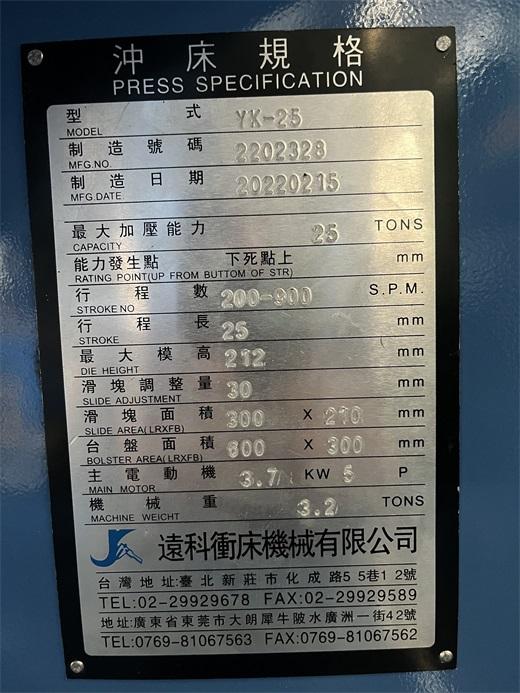 沖床規格
PRESS SPECIFICATION
型式 YK-25
MODEL
制造號碼 2202328
MFG.NO.
制造日期 20220215
MFG.DATE
最大加壓能力 25 TONS
CAPACITY
能力發生點 下死點上 mm
RATING POINT(UP FROM BUTTOM OF STR)
行程數 200-900 S.P.M.
STROKE NO
行程長 25 mm
STROKE
最大模高 212 mm
DIE HEIGHT
滑塊調整量 30 mm
SLIDE ADJUSTMENT
滑塊面積 300 X 210 mm
SLIDE AREA(LRXFB)
台盤面積 600 X 300 mm
BOLSTER AREA(LRXFB)
主電動機 3.7 KW 5 P
MAIN MOTOR
機械重 3.2 TONS
MACHINE WEICHT
遠科衝床機械有限公司
台灣地址:臺北新莊市化成路55巷12號
TEL:02-29929678 FAX:02-29929589
地址:廣東省東莞市大朗犀牛陂水廣洲一街42號
TEL:0769-81067563 FAX:0769-81067562